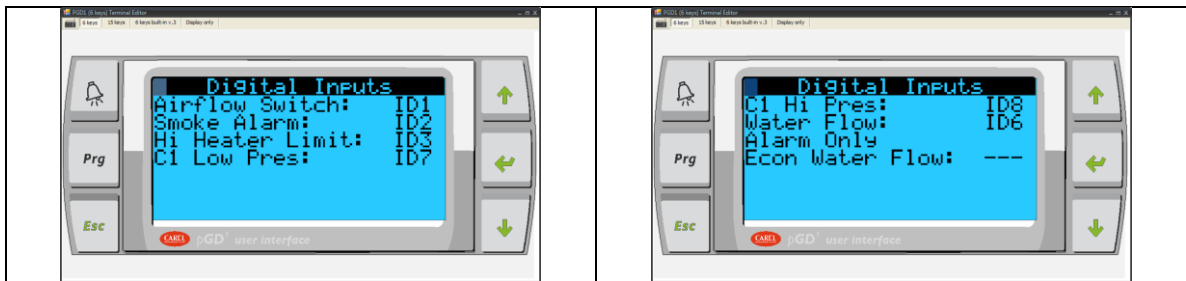 PGD1 (6 keys) Terminal Editor
6 keys 15 keys 6 keys built-in v.3 Display only
Digital Inputs
Airflow Switch: ID1
Smoke Alarm: ID2
Hi Heater Limit: ID3
C1 Low Pres: ID7
Prg
Esc
CAREL pGD1 user interface
PGD1 (6 keys) Terminal Editor
6 keys 15 keys 6 keys built-in v.3 Display only
Digital Inputs
C1 Hi Pres: ID8
Water Flow: ID6
Alarm Only
Econ Water Flow: ---
Prg
Esc
CAREL pGD1 user interface